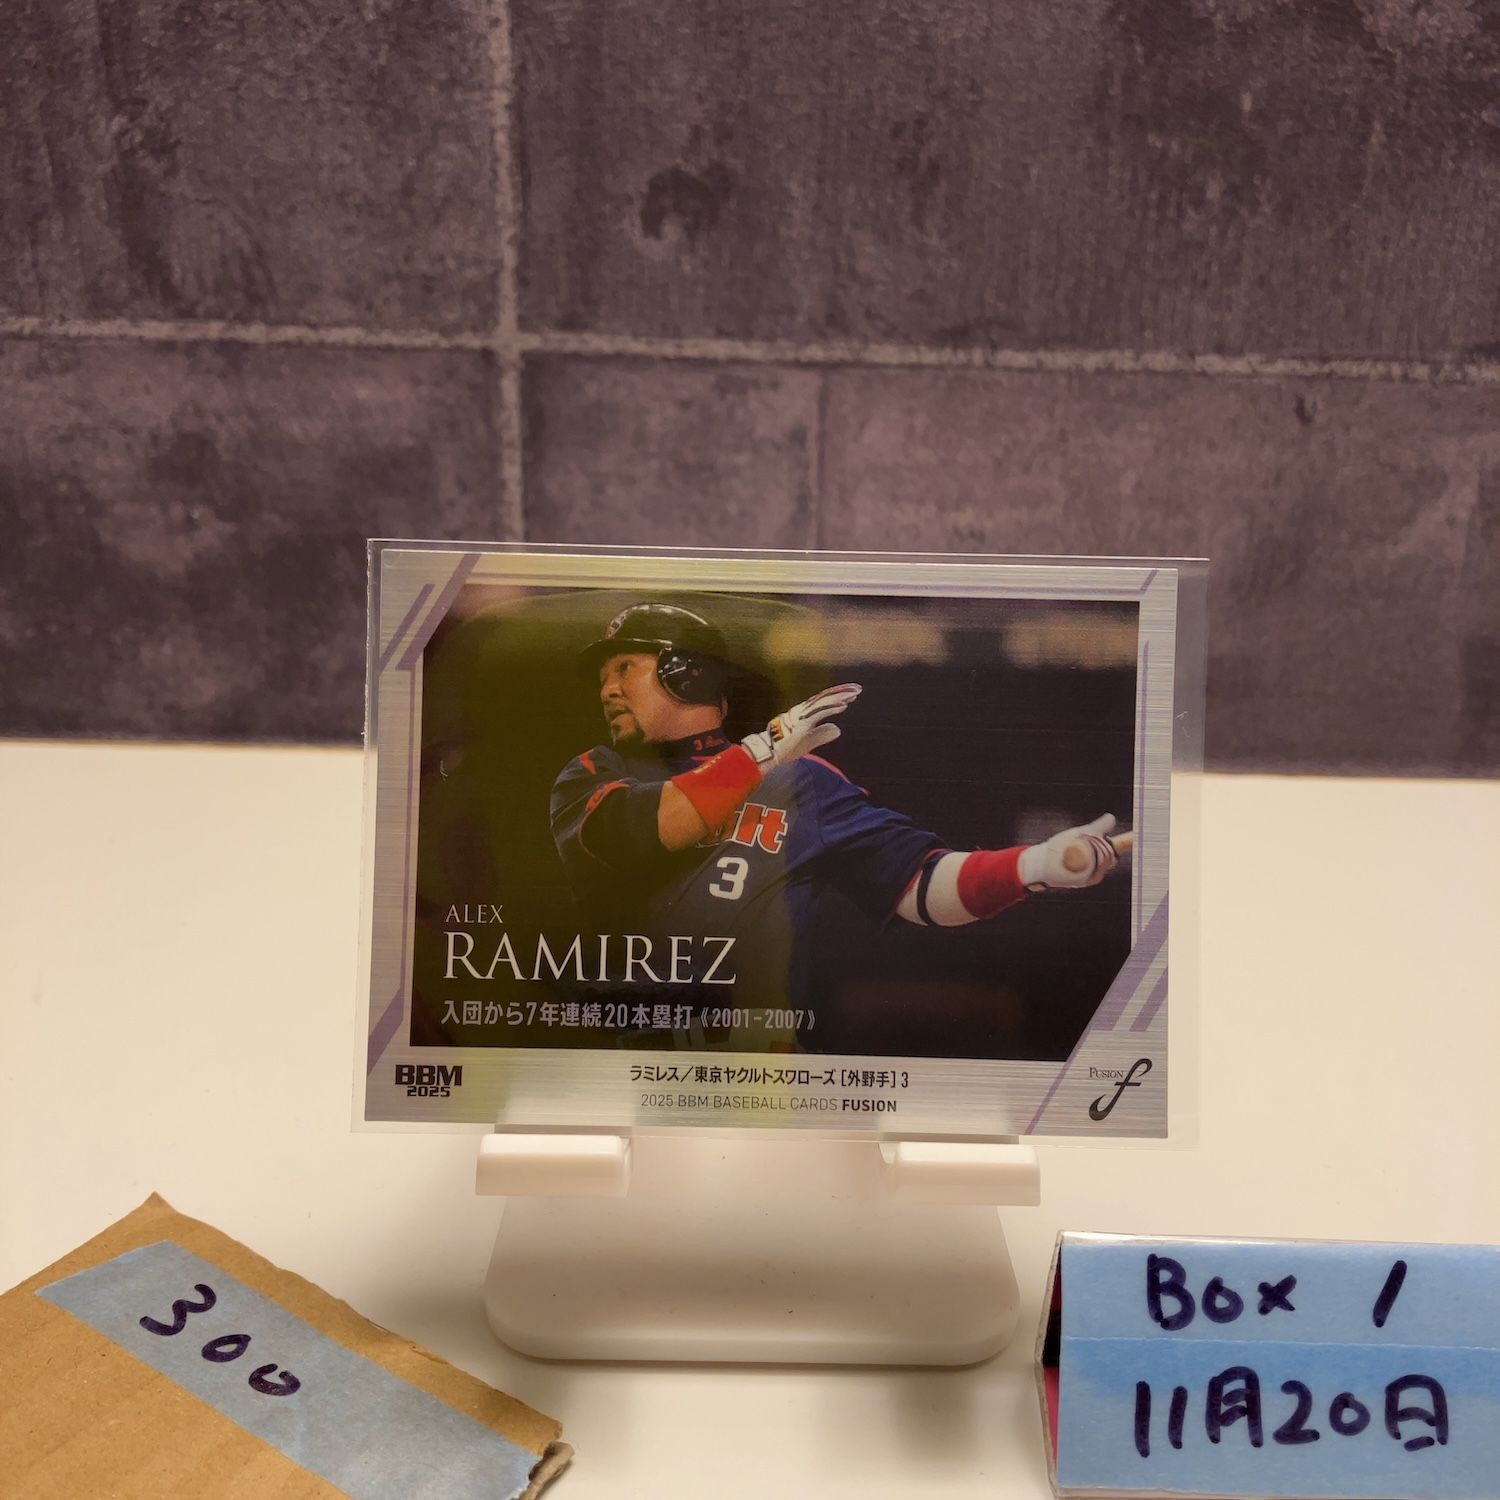 3
lt
3
ALEX
RAMIREZ
入団から7年連続20本塁打《2001-2007》
BBM
2025
ラミレス／東京ヤクルトスワローズ［外野手］3
2025 BBM BASEBALL CARDS FUSION
FUSION
f
300
Box 1
11月20日